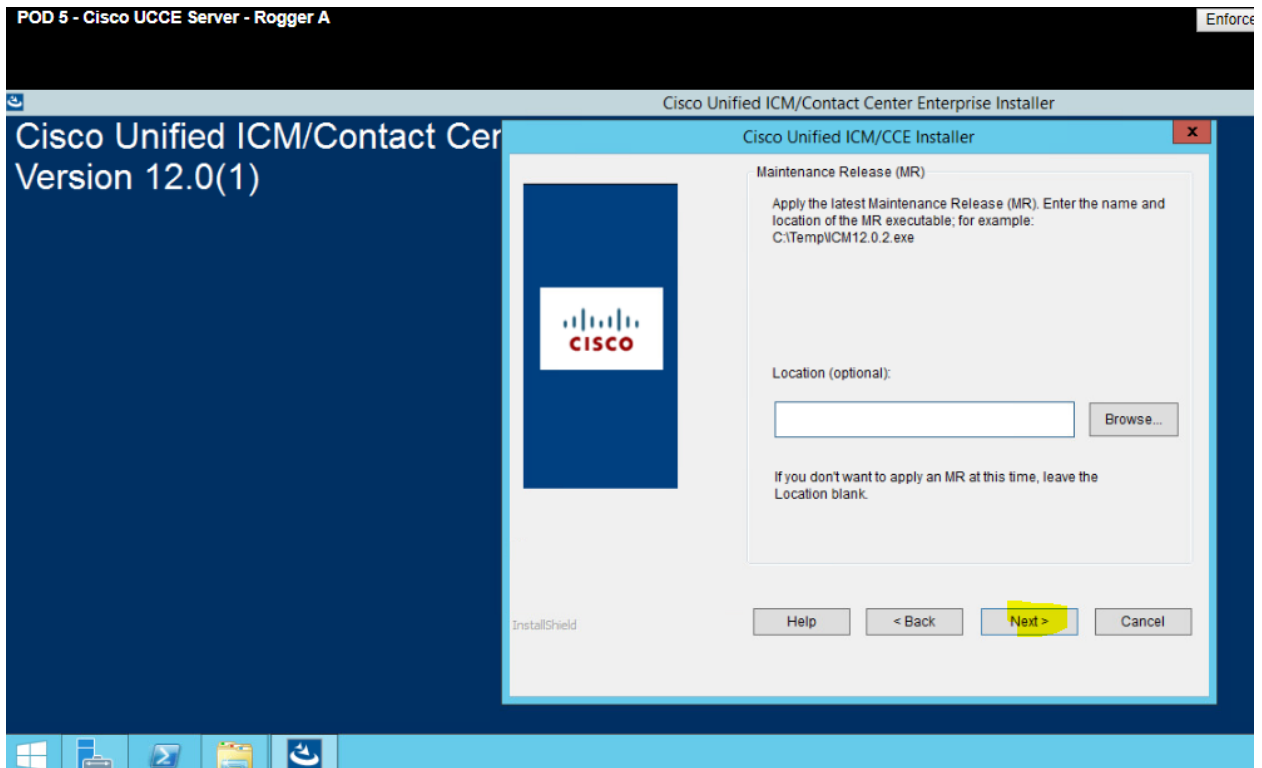 POD 5 - Cisco UCCE Server - Rogger A
Enforce
Cisco Unified ICM/Contact Center Enterprise Installer
Cisco Unified ICM/Contact Cer
Version 12.0(1)
Cisco Unified ICM/CCE Installer
x
Maintenance Release (MR)
Apply the latest Maintenance Release (MR). Enter the name and
location of the MR executable; for example:
C:\Temp\ICM12.0.2.exe
CISCO
Location (optional):
Browse...
If you don't want to apply an MR at this time, leave the
Location blank.
InstallShield
Help
< Back
Next >
Cancel